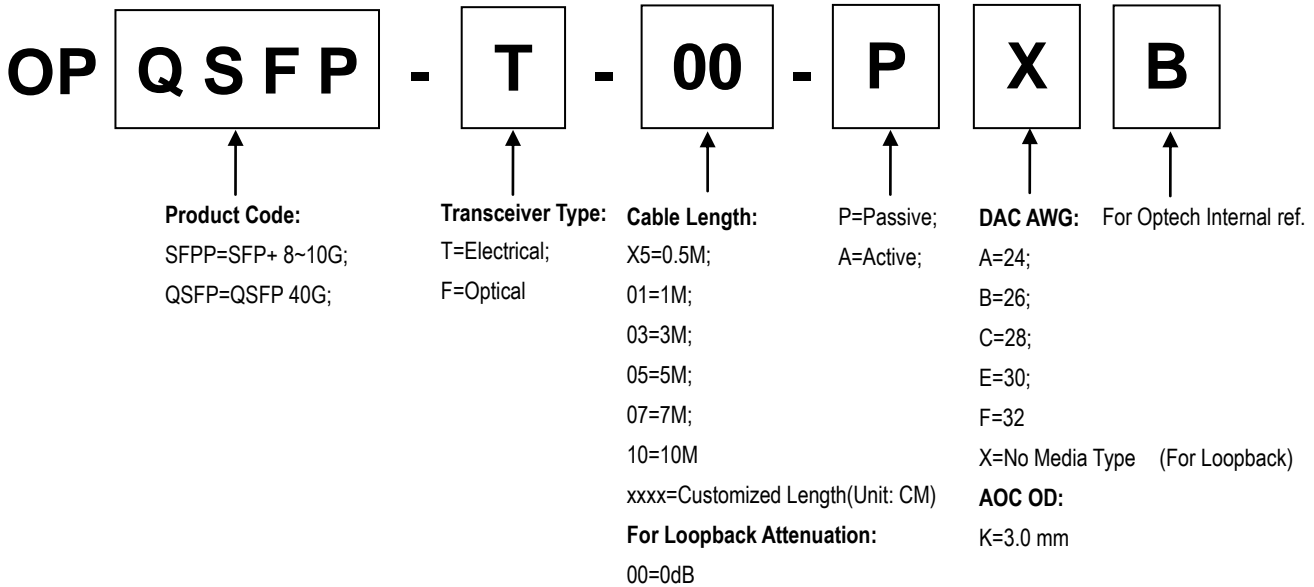 OP Q S F P - T - 00 - P X B
Product Code:
SFPP=SFP+ 8~10G;
QSFP=QSFP 40G;
Transceiver Type:
T=Electrical;
F=Optical
Cable Length:
X5=0.5M;
01=1M;
03=3M;
05=5M;
07=7M;
10=10M
xxxx=Customized Length(Unit: CM)
For Loopback Attenuation:
00=0dB
P=Passive;
A=Active;
DAC AWG:
A=24;
B=26;
C=28;
E=30;
F=32
X=No Media Type (For Loopback)
AOC OD:
K=3.0 mm
For Optech Internal ref.